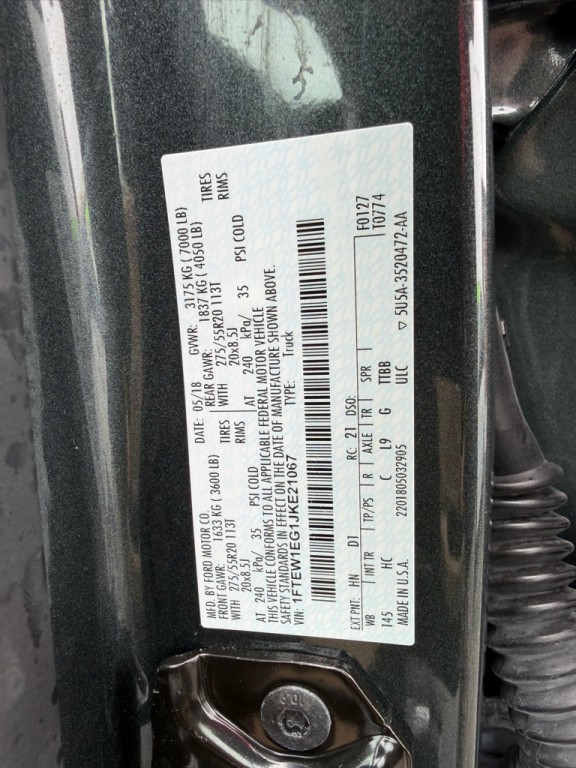 MFD. BY FORD MOTOR CO. DATE: 05/18 GVWR: 3175 KG ( 7000 LB)
FRONT GAWR: 1633 KG ( 3600 LB) REAR GAWR: 1837 KG ( 4050 LB)
WITH 275/55R20 113T TIRES WITH 275/55R20 113T TIRES
20x8.5J RIMS 20x8.5J RIMS
AT 240 kPa/ 35 PSI COLD AT 240 kPa/ 35 PSI COLD
THIS VEHICLE CONFORMS TO ALL APPLICABLE FEDERAL MOTOR VEHICLE
SAFETY STANDARDS IN EFFECT ON THE DATE OF MANUFACTURE SHOWN ABOVE.
VIN: 1FTEW1EG1JKE21067 TYPE: Truck
F0127
T0774
EXT PNT: HN DJ RC: 21 DSO:
WB INT TR TP/PS R AXLE TR SPR
145 HC C L9 G TTBB
MADE IN U.S.A. 2201805032905 ULC
▽ 5U5A-3520472-AA
10.9